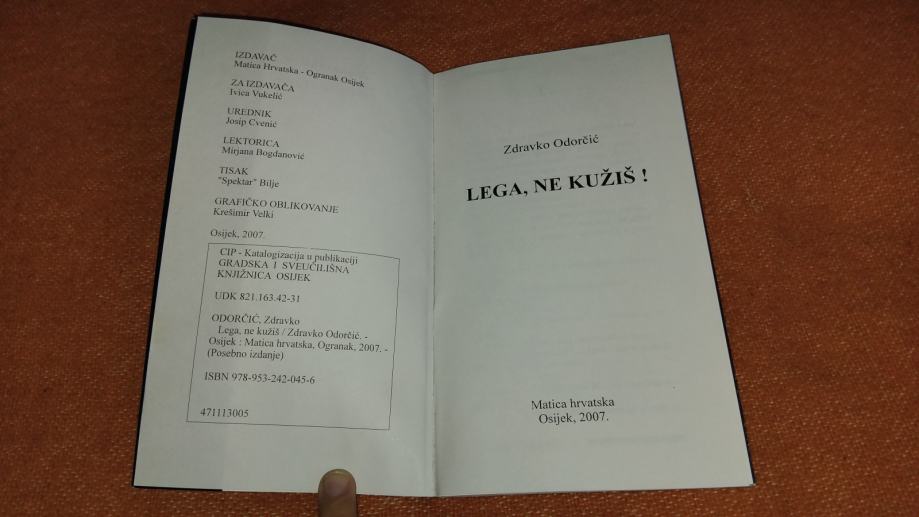 IZDAVAČ
Matica Hrvatska - Ogranak Osijek
ZA IZDAVAČA
Ivica Vukelić
UREDNIK
Josip Cvenić
LEKTORICA
Mirjana Bogdanović
TISAK
"Spektar" Bilje
GRAFIČKO OBLIKOVANJE
Krešimir Velki
Osijek, 2007.
CIP - Katalogizacija u publikaciji
GRADSKA I SVEUČILIŠNA
KNJIŽNICA OSIJEK
UDK 821.163.42-31
ODORČIĆ, Zdravko
Lega, ne kužiš / Zdravko Odorčić. -
Osijek : Matica hrvatska, Ogranak, 2007. -
(Posebno izdanje)
ISBN 978-953-242-045-6
471113005
Zdravko Odorčić
LEGA, NE KUŽIŠ !
Matica hrvatska
Osijek, 2007.